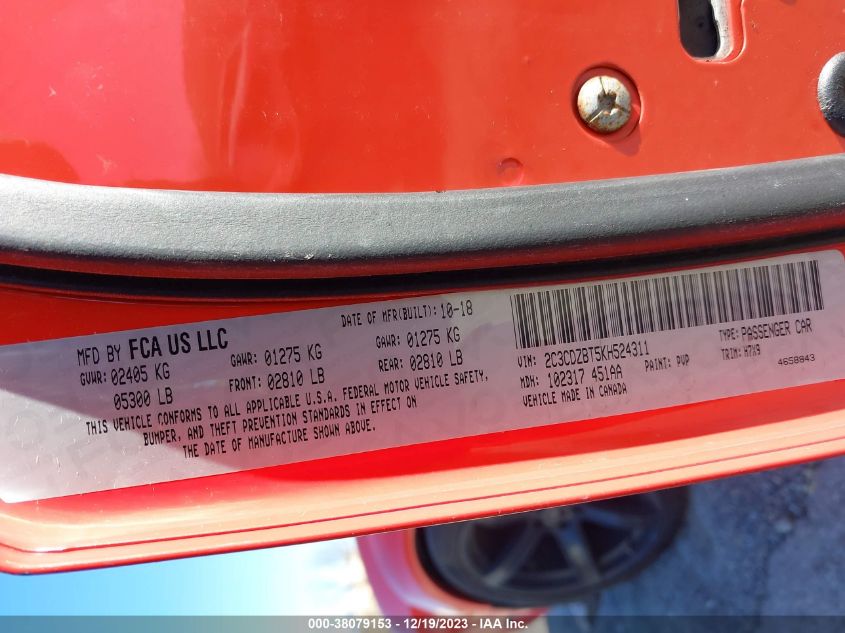 MFD BY FCA US LLC
DATE OF MFR(BUILT): 10-18
GVWR: 02405 KG
05300 LB
GAWR: 01275 KG
FRONT: 02810 LB
GAWR: 01275 KG
REAR: 02810 LB
THIS VEHICLE CONFORMS TO ALL APPLICABLE U.S.A. FEDERAL MOTOR VEHICLE SAFETY,
BUMPER, AND THEFT PREVENTION STANDARDS IN EFFECT ON
THE DATE OF MANUFACTURE SHOWN ABOVE.
VIN: 2C3CDZBT5KH524311
TYPE: PASSENGER CAR
MDH: 102317 451AA
PAINT: PVP
TRIM: H7X9
VEHICLE MADE IN CANADA
4658843
000-38079153 - 12/19/2023 - IAA Inc.